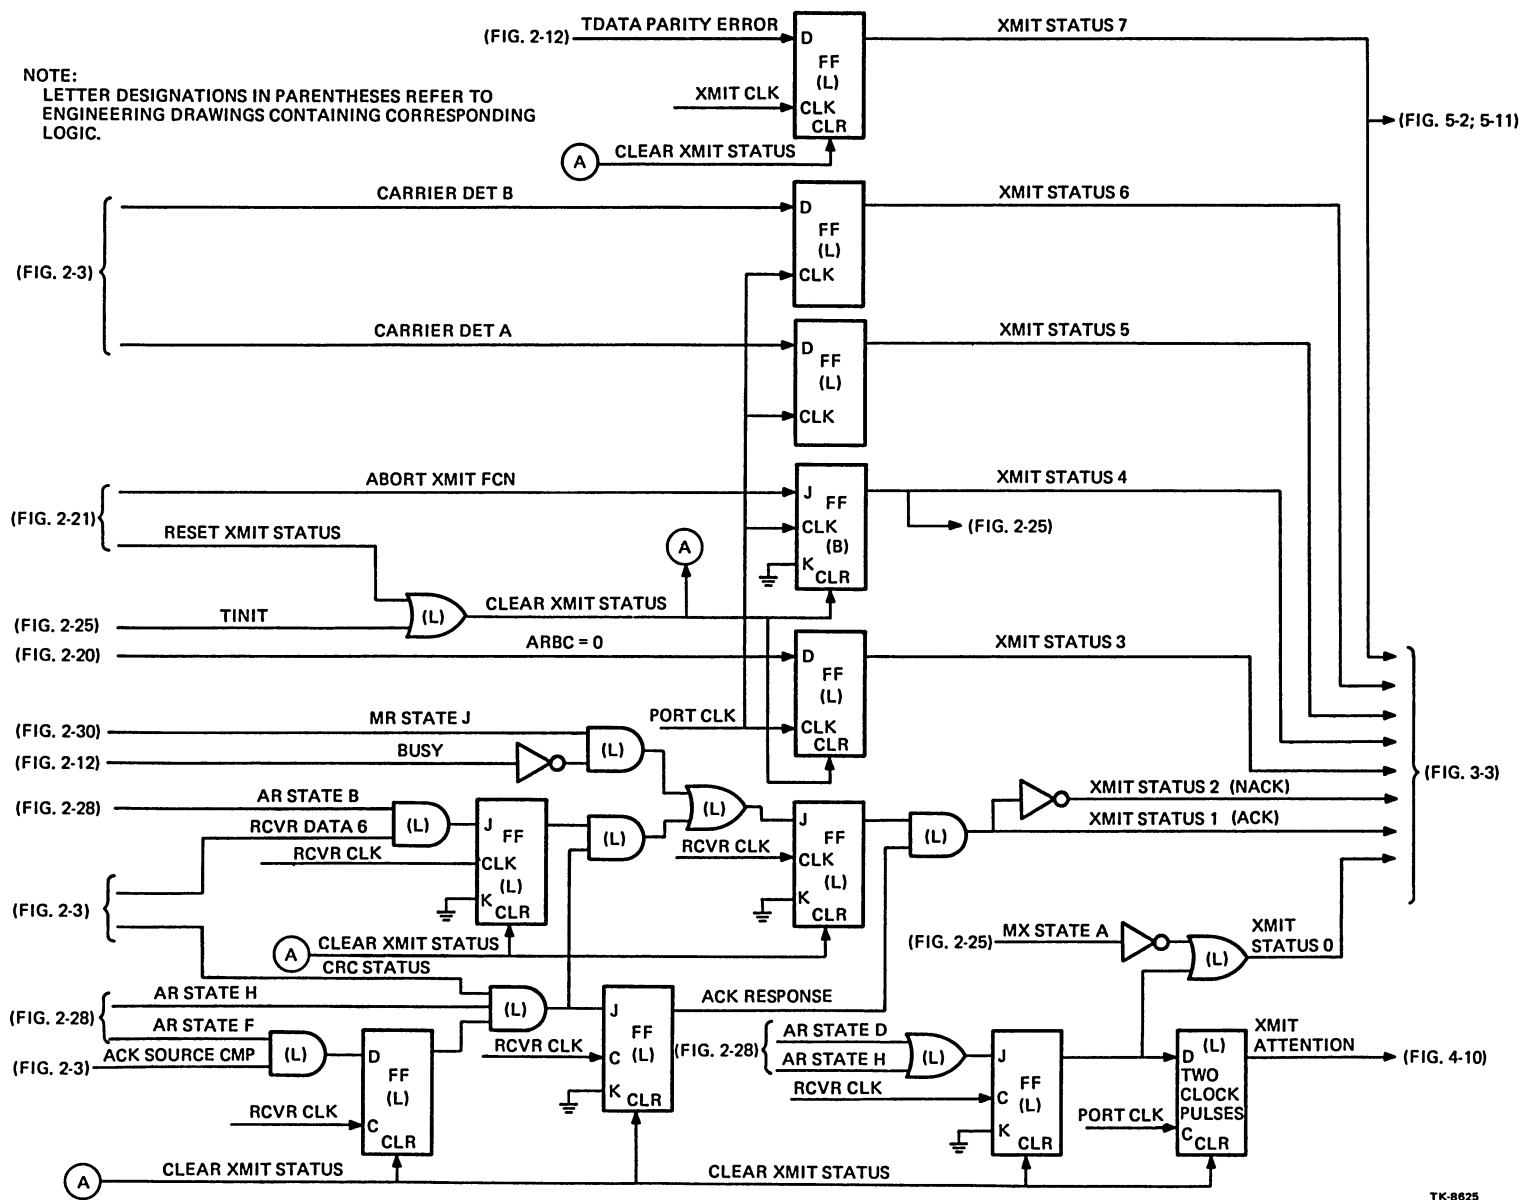 TDATA PARITY ERROR
XMIT STATUS 7
(FIG. 2-12)
D
FF
(L)
NOTE:
LETTER DESIGNATIONS IN PARENTHESES REFER TO
ENGINEERING DRAWINGS CONTAINING CORRESPONDING
LOGIC.
XMIT CLK
CLK
CLR
(FIG. 5-2; 5-11)
A
CLEAR XMIT STATUS
CARRIER DET B
XMIT STATUS 6
D
FF
(L)
CLK
(FIG. 2-3)
CARRIER DET A
XMIT STATUS 5
D
FF
(L)
CLK
ABORT XMIT FCN
XMIT STATUS 4
J
FF
CLK
(B)
K
CLR
(FIG. 2-21)
(FIG. 2-25)
RESET XMIT STATUS
A
CLEAR XMIT STATUS
(L)
TINIT
(FIG. 2-25)
ARBC = 0
XMIT STATUS 3
(FIG. 2-20)
D
FF
(L)
CLK
CLR
PORT CLK
MR STATE J
(FIG. 2-30)
(L)
BUSY
(FIG. 2-12)
(FIG. 3-3)
XMIT STATUS 2 (NACK)
AR STATE B
(FIG. 2-28)
(L)
RCVR DATA 6
RCVR CLK
J
FF
CLK
(L)
K
CLR
(L)
(L)
RCVR CLK
J
FF
CLK
(L)
K
CLR
(L)
XMIT STATUS 1 (ACK)
(FIG. 2-3)
A
CLEAR XMIT STATUS
CRC STATUS
(FIG. 2-25)
MX STATE A
(L)
XMIT
STATUS 0
AR STATE H
(FIG. 2-28)
AR STATE F
(L)
ACK SOURCE CMP
(FIG. 2-3)
(L)
D
FF
(L)
C
CLR
RCVR CLK
RCVR CLK
J
FF
C
(L)
K
CLR
ACK RESPONSE
(FIG. 2-28)
AR STATE D
AR STATE H
(L)
RCVR CLK
J
FF
C
(L)
K
CLR
D
(L)
TWO
CLOCK
PULSES
C
CLR
PORT CLK
XMIT
ATTENTION
(FIG. 4-10)
A
CLEAR XMIT STATUS
CLEAR XMIT STATUS
TK-8625